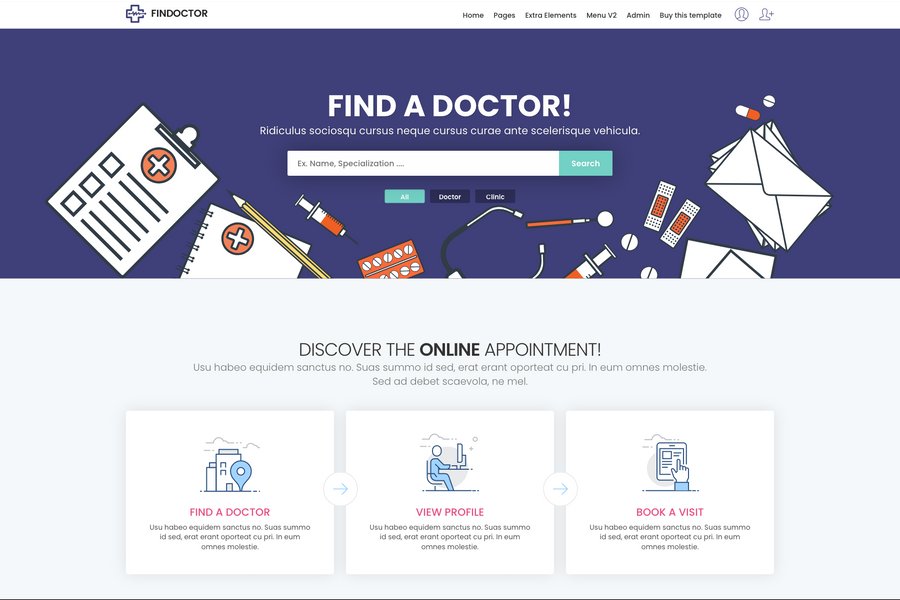 FINDOCTOR
Home Pages Extra Elements Menu V2 Admin Buy this template
FIND A DOCTOR!
Ridiculus sociosqu cursus neque cursus curae ante scelerisque vehicula.
Ex. Name, Specialization .... Search
All Doctor Clinic
DISCOVER THE ONLINE APPOINTMENT!
Usu habeo equidem sanctus no. Suas summo id sed, erat erant oporteat cu pri. In eum omnes molestie.
Sed ad debet scaevola, ne mel.
FIND A DOCTOR
Usu habeo equidem sanctus no. Suas summo
id sed, erat erant oporteat cu pri. In eum
omnes molestie.
VIEW PROFILE
Usu habeo equidem sanctus no. Suas summo
id sed, erat erant oporteat cu pri. In eum
omnes molestie.
BOOK A VISIT
Usu habeo equidem sanctus no. Suas summo
id sed, erat erant oporteat cu pri. In eum
omnes molestie.